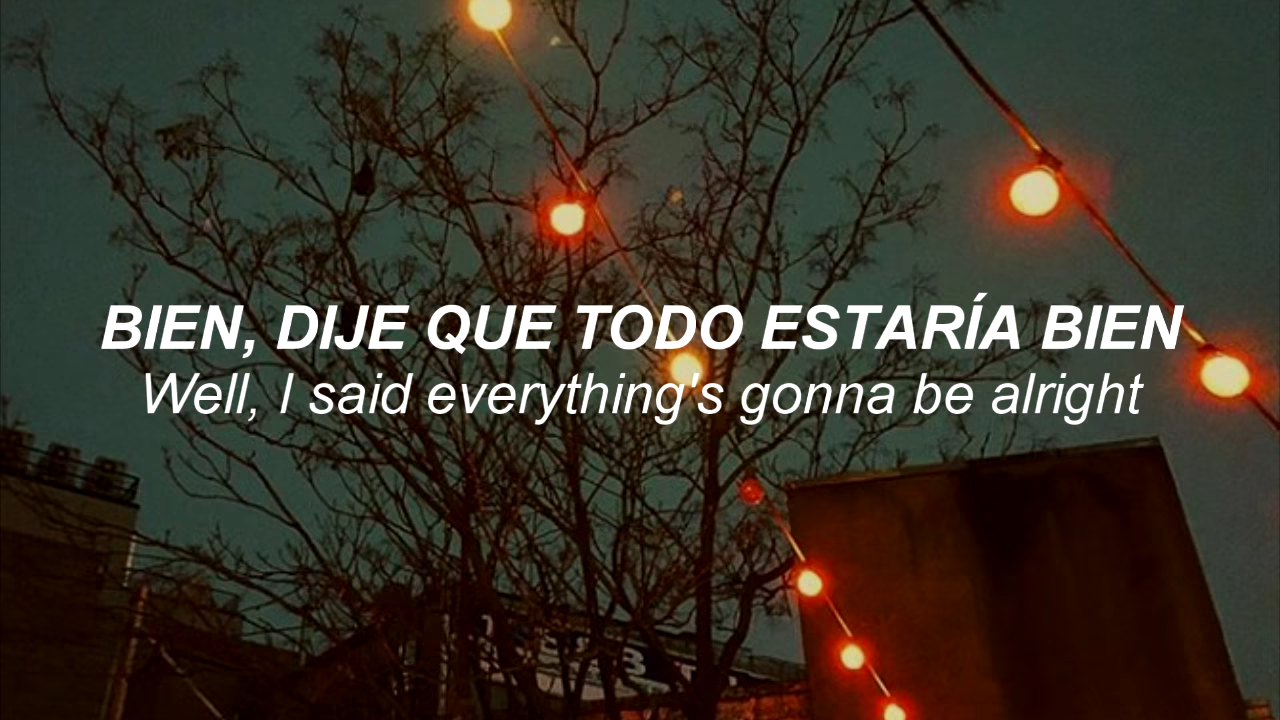 BIEN, DIJE QUE TODO ESTARÍA BIEN
Well, I said everything's gonna be alright